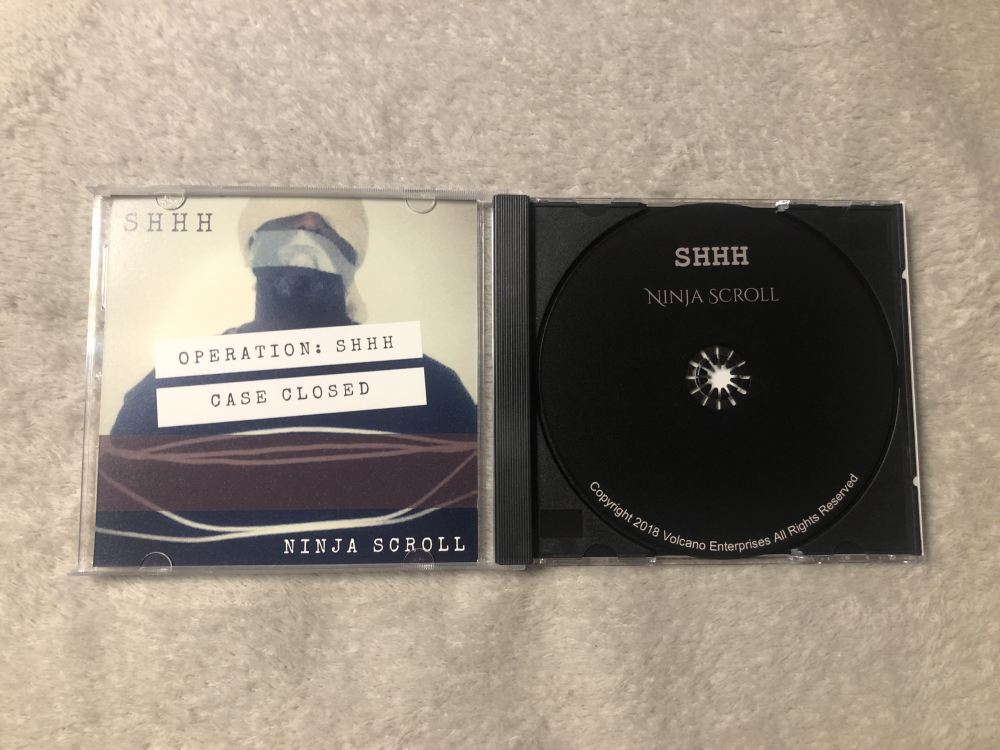 SHHH
OPERATION: SHHH
CASE CLOSED
NINJA SCROLL
SHHH
NINJA SCROLL
Copyright 2018 Volcano Enterprises All Rights Reserved